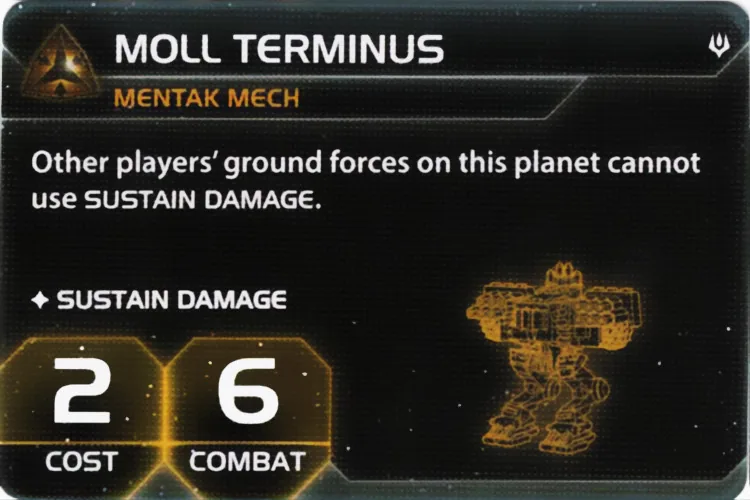 MOLL TERMINUS
MENTAK MECH
Other players' ground forces on this planet cannot
use SUSTAIN DAMAGE.
✦ SUSTAIN DAMAGE
2 6
COST COMBAT